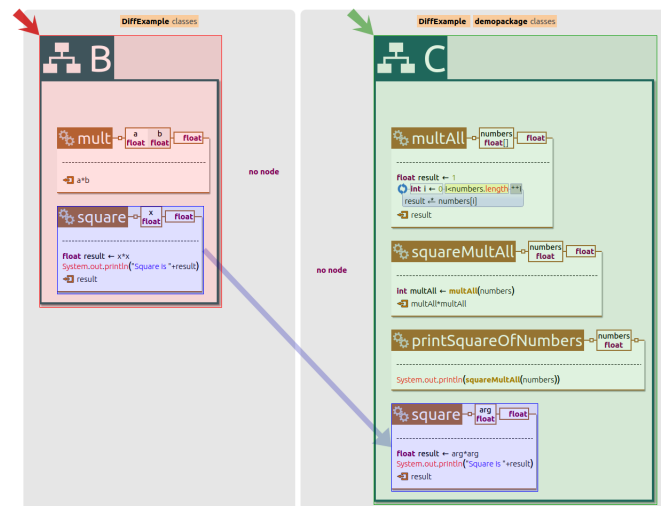 DiffExample classes
B
mult
a b
float float
float
a*b
square
x
float
float
float result ← x*x
System.out.println("Square is "+result)
result
no node
DiffExample demopackage classes
C
multAll
numbers
float[]
float
float result ← 1
int i ← 0 i<numbers.length
result numbers[i]
result
squareMultAll
numbers
float
float
int multAll ← multAll(numbers)
multAll*multAll
printSquareOfNumbers
numbers
float
System.out.println(squareMultAll(numbers))
square
arg
float
float
float result ← arg*arg
System.out.println("Square is "+result)
result
no node